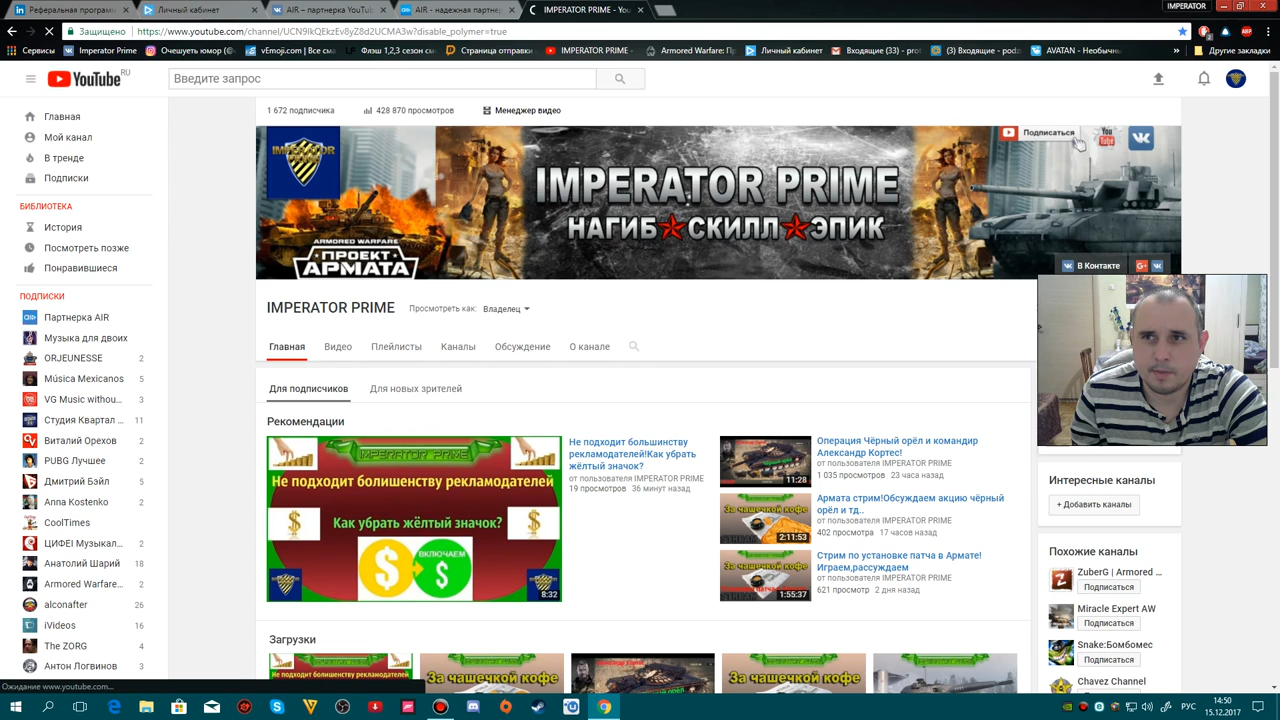 Реферальная програм
Личный кабинет
AIR – партнерка YouTu
AIR - надежная партнер
IMPERATOR PRIME - You
IMPERATOR
Защищено
https://www.youtube.com/channel/UCN9IkQEkzEv8yZ8d2UCMA3w?disable_polymer=true
Сервисы
Imperator Prime
Очешуеть юмор (@
vEmoji.com | Все сма
Флэш 1,2,3 сезон с
Страница отправки
IMPERATOR PRIME -
Armored Warfare: Пр
Личный кабинет
Входящие (33) - prot
(3) Входящие - podz
AVATAN - Необычн
»
Другие закладки
YouTube RU
Введите запрос
Главная
Мой канал
В тренде
Подписки
БИБЛИОТЕКА
История
Посмотреть позже
Понравившиеся
ПОДПИСКИ
Партнерка AIR
Музыка для двоих
ORJEUNESSE 2
Música Mexicanos 5
VG Music withou... 3
Студия Квартал ... 11
Виталий Орехов 2
PUBG Лучшее 2
Дмитрий Бэйл 5
Anna Kostenko 2
CoolTimes
ЦИФЕІ Музыкал... 2
Анатолий Шарий 18
Armored Warfare... 2
alconafter 26
iVideos 16
The ZORG 4
Антон Логвинов 3
1 672 подписчика
428 870 просмотров
Менеджер видео
IMPERATOR PRIME
Подписаться
You Tube
IMPERATOR PRIME
НАГИБ★СКИЛЛ★ЭПИК
ARMORED WARFARE
ПРОЕКТ
АРМАТА
В Контакте
G+
IMPERATOR PRIME
Просмотреть как:
Владелец
Главная
Видео
Плейлисты
Каналы
Обсуждение
О канале
Для подписчиков
Для новых зрителей
Рекомендации
IMPERATOR PRIME
Не подходит болишенству рекламодателей
Как убрать жёлтый значок?
ВКЛЮЧАЕМ
8:32
Не подходит большинству
рекламодателей!Как убрать
жёлтый значок?
от пользователя IMPERATOR PRIME
19 просмотров 36 минут назад
11:28
Операция Чёрный орёл и командир
Александр Кортес!
от пользователя IMPERATOR PRIME
1 035 просмотров 23 часа назад
За чашечкой кофе
2:11:53
Армата стрим!Обсуждаем акцию чёрный
орёл и тд..
от пользователя IMPERATOR PRIME
402 просмотра 17 часов назад
За чашечкой кофе
1:55:37
Стрим по установке патча в Армате!
Играем,рассуждаем
от пользователя IMPERATOR PRIME
621 просмотр 2 дня назад
Загрузки
Не подходит болишенству рекламодателей
За чашечкой кофе
За чашечкой кофе
Интересные каналы
+ Добавить каналы
Похожие каналы
ZuberG | Armored ...
Подписаться
Miracle Expert AW
Подписаться
Snake:Бомбомес
Подписаться
Chavez Channel
Подписаться
Ожидание www.youtube.com...
РУС
14:50
15.12.2017